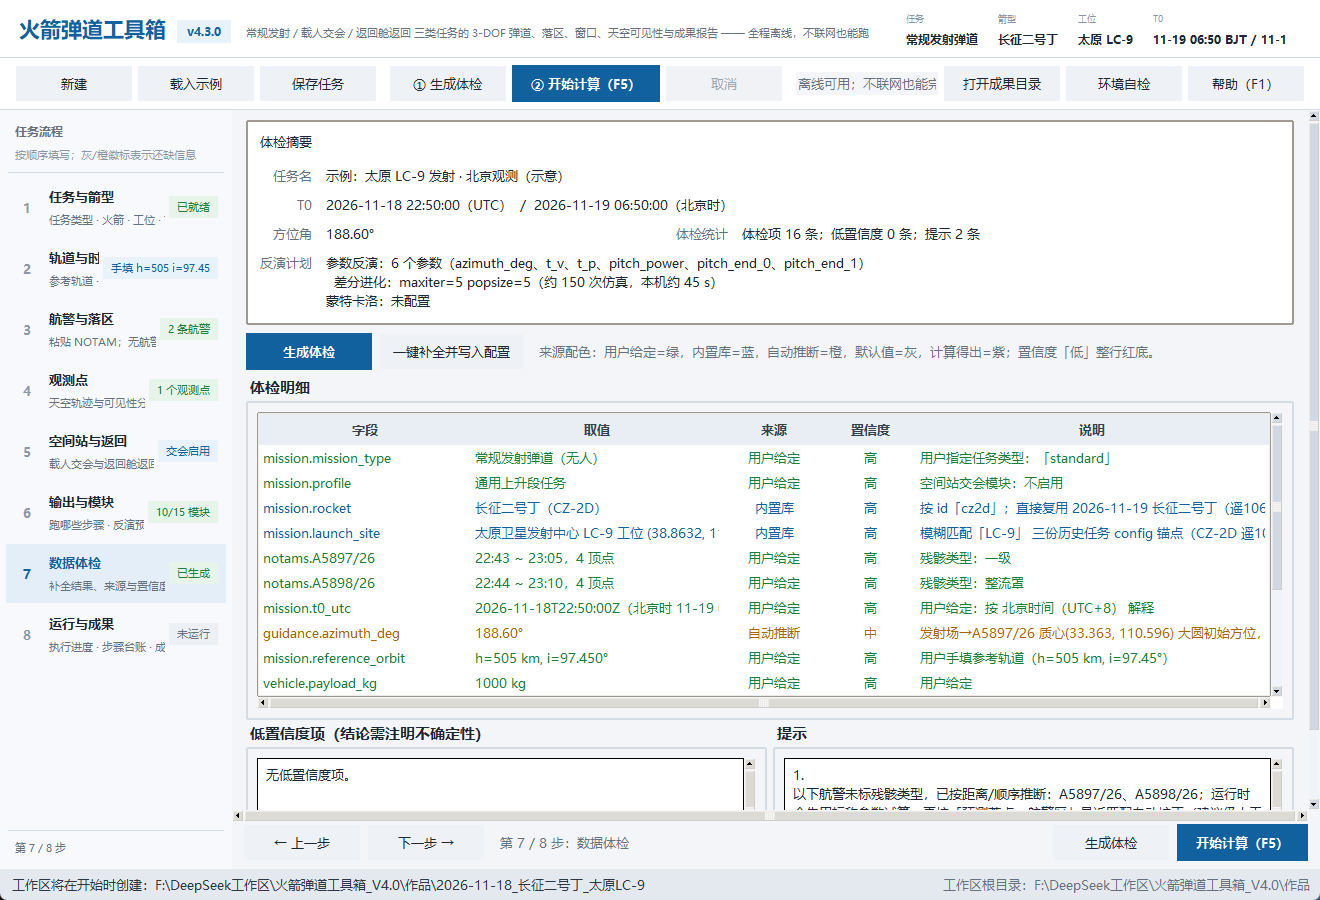 火箭弹道工具箱 v4.3.0 常规发射 / 载人交会 / 返回舱返回 三类任务的 3-DOF 弹道、落区、窗口、天空可见性与成果报告 —— 全程离线，不联网也能跑
任务 箭型 工位 T0
常规发射弹道 长征二号丁 太原 LC-9 11-19 06:50 BJT / 11-1
新建 载入示例 保存任务 ① 生成体检 ② 开始计算（F5） 取消 离线可用；不联网也能完 打开成果目录 环境自检 帮助（F1）
任务流程
按顺序填写；灰/橙徽标表示还缺信息
1 任务与箭型 已就绪
任务类型 · 火箭 · 工位 ·
2 轨道与时 手填 h=505 i=97.45
参考轨道 ·
3 航警与落区 2 条航警
粘贴 NOTAM；无航警
4 观测点 1 个观测点
天空轨迹与可见性分
5 空间站与返回 交会启用
载人交会与返回舱返回
6 输出与模块 10/15 模块
跑哪些步骤 · 反演预
7 数据体检 已生成
补全结果、来源与置信度
8 运行与成果 未运行
执行进度 · 步骤台账 · 成
第 7 / 8 步
体检摘要
任务名 示例：太原 LC-9 发射 · 北京观测（示意）
T0 2026-11-18 22:50:00（UTC） / 2026-11-19 06:50:00（北京时）
方位角 188.60° 体检统计 体检项 16 条；低置信度 0 条；提示 2 条
反演计划 参数反演：6 个参数（azimuth_deg、t_v、t_p、pitch_power、pitch_end_0、pitch_end_1）
差分进化：maxiter=5 popsize=5（约 150 次仿真，本机约 45 s）
蒙特卡洛：未配置
生成体检 一键补全并写入配置 来源配色：用户给定=绿，内置库=蓝，自动推断=橙，默认值=灰，计算得出=紫；置信度「低」整行红底。
体检明细
字段 取值 来源 置信度 说明
mission.mission_type 常规发射弹道（无人） 用户给定 高 用户指定任务类型：「standard」
mission.profile 通用上升段任务 用户给定 高 空间站交会模块：不启用
mission.rocket 长征二号丁（CZ-2D） 内置库 高 按 id「cz2d」；直接复用 2026-11-19 长征二号丁（遥106
mission.launch_site 太原卫星发射中心 LC-9 工位 (38.8632, 1 内置库 高 模糊匹配「LC-9」 三份历史任务 config 锚点（CZ-2D 遥1
notams.A5897/26 22:43 ~ 23:05，4 顶点 用户给定 高 残骸类型：一级
notams.A5898/26 22:44 ~ 23:10，4 顶点 用户给定 高 残骸类型：整流罩
mission.t0_utc 2026-11-18T22:50:00Z（北京时 11-19 用户给定 高 用户给定：按 北京时间（UTC+8） 解释
guidance.azimuth_deg 188.60° 自动推断 中 发射场→A5897/26 质心(33.363, 110.596) 大圆初始方位，
mission.reference_orbit h=505 km, i=97.450° 用户给定 高 用户手填参考轨道（h=505 km, i=97.45°）
vehicle.payload_kg 1000 kg 用户给定 高 用户给定
低置信度项（结论需注明不确定性） 提示
无低置信度项。
1.
以下航警未标残骸类型，已按距离/顺序推断：A5897/26、A5898/26；运行时
← 上一步 下一步 → 第 7 / 8 步：数据体检 生成体检 开始计算（F5）
工作区将在开始时创建：F:\DeepSeek工作区\火箭弹道工具箱_V4.0\作品\2026-11-18_长征二号丁_太原LC-9 工作区根目录：F:\DeepSeek工作区\火箭弹道工具箱_V4.0\作品